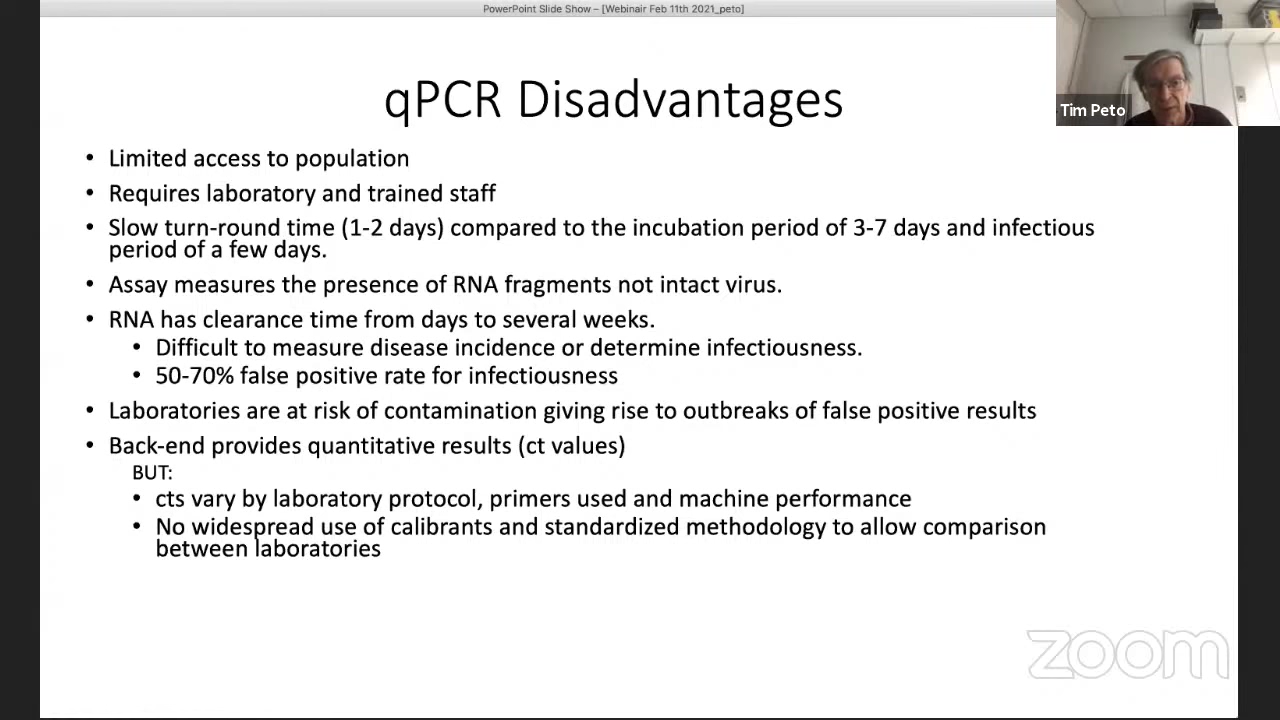 PowerPoint Slide Show – [Webinair Feb 11th 2021_peto]
Tim Peto
qPCR Disadvantages
• Limited access to population
• Requires laboratory and trained staff
• Slow turn-round time (1-2 days) compared to the incubation period of 3-7 days and infectious
period of a few days.
• Assay measures the presence of RNA fragments not intact virus.
• RNA has clearance time from days to several weeks.
• Difficult to measure disease incidence or determine infectiousness.
• 50-70% false positive rate for infectiousness
• Laboratories are at risk of contamination giving rise to outbreaks of false positive results
• Back-end provides quantitative results (ct values)
BUT:
• cts vary by laboratory protocol, primers used and machine performance
• No widespread use of calibrants and standardized methodology to allow comparison
between laboratories
zoom